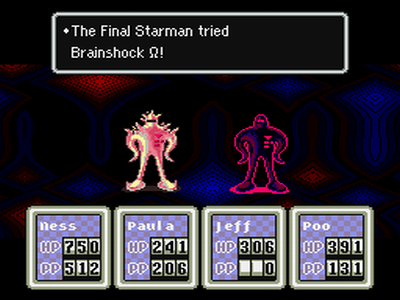 •The Final Starman tried
Brainshock Ω!
Ness
HP 750
PP 512
Paula
HP 241
PP 206
Jeff
HP 306
PP 0
Poo
HP 391
PP 131